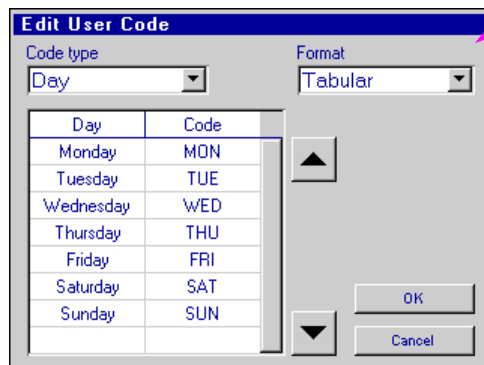 Edit User Code
Code type Format
Day Tabular
Day Code
Monday MON
Tuesday TUE
Wednesday WED
Thursday THU
Friday FRI
Saturday SAT
Sunday SUN
OK
Cancel